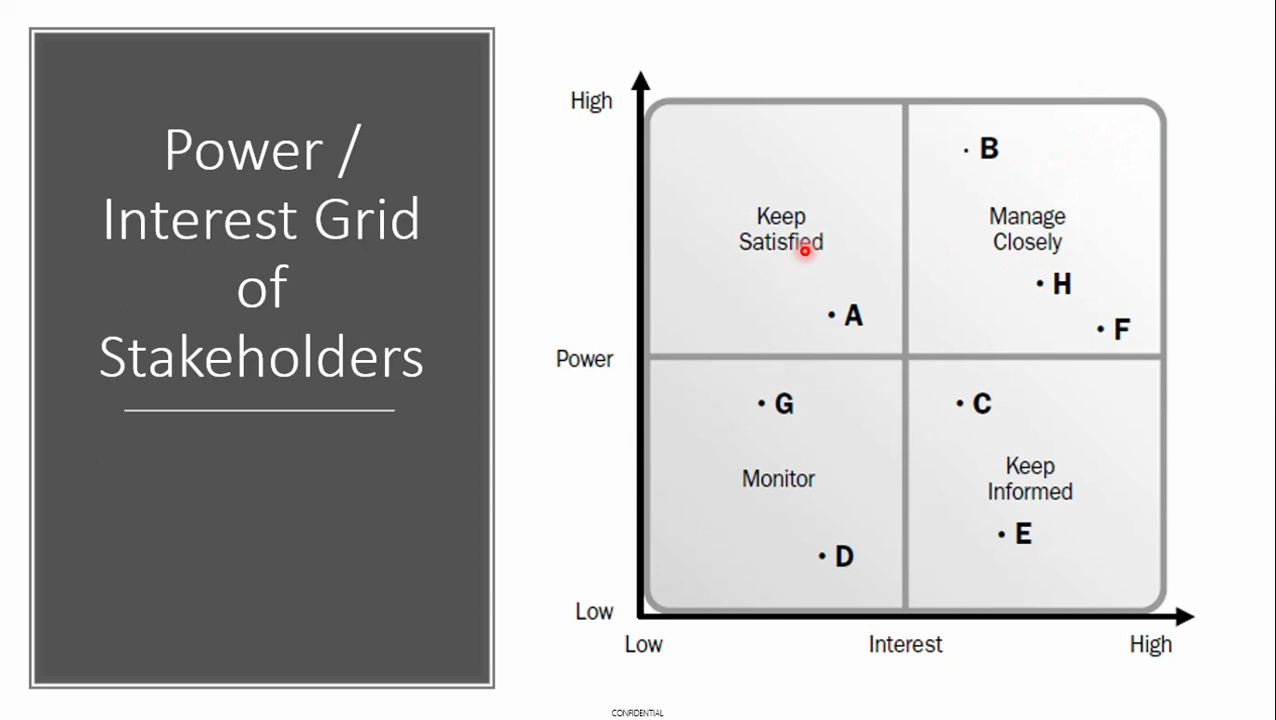 Power /
Interest Grid
of
Stakeholders
High
Power
Low
Keep
Satisfied
A
B
Manage
Closely
H
F
G
Monitor
D
C
Keep
Informed
E
Low
Interest
High
CONFIDENTIAL